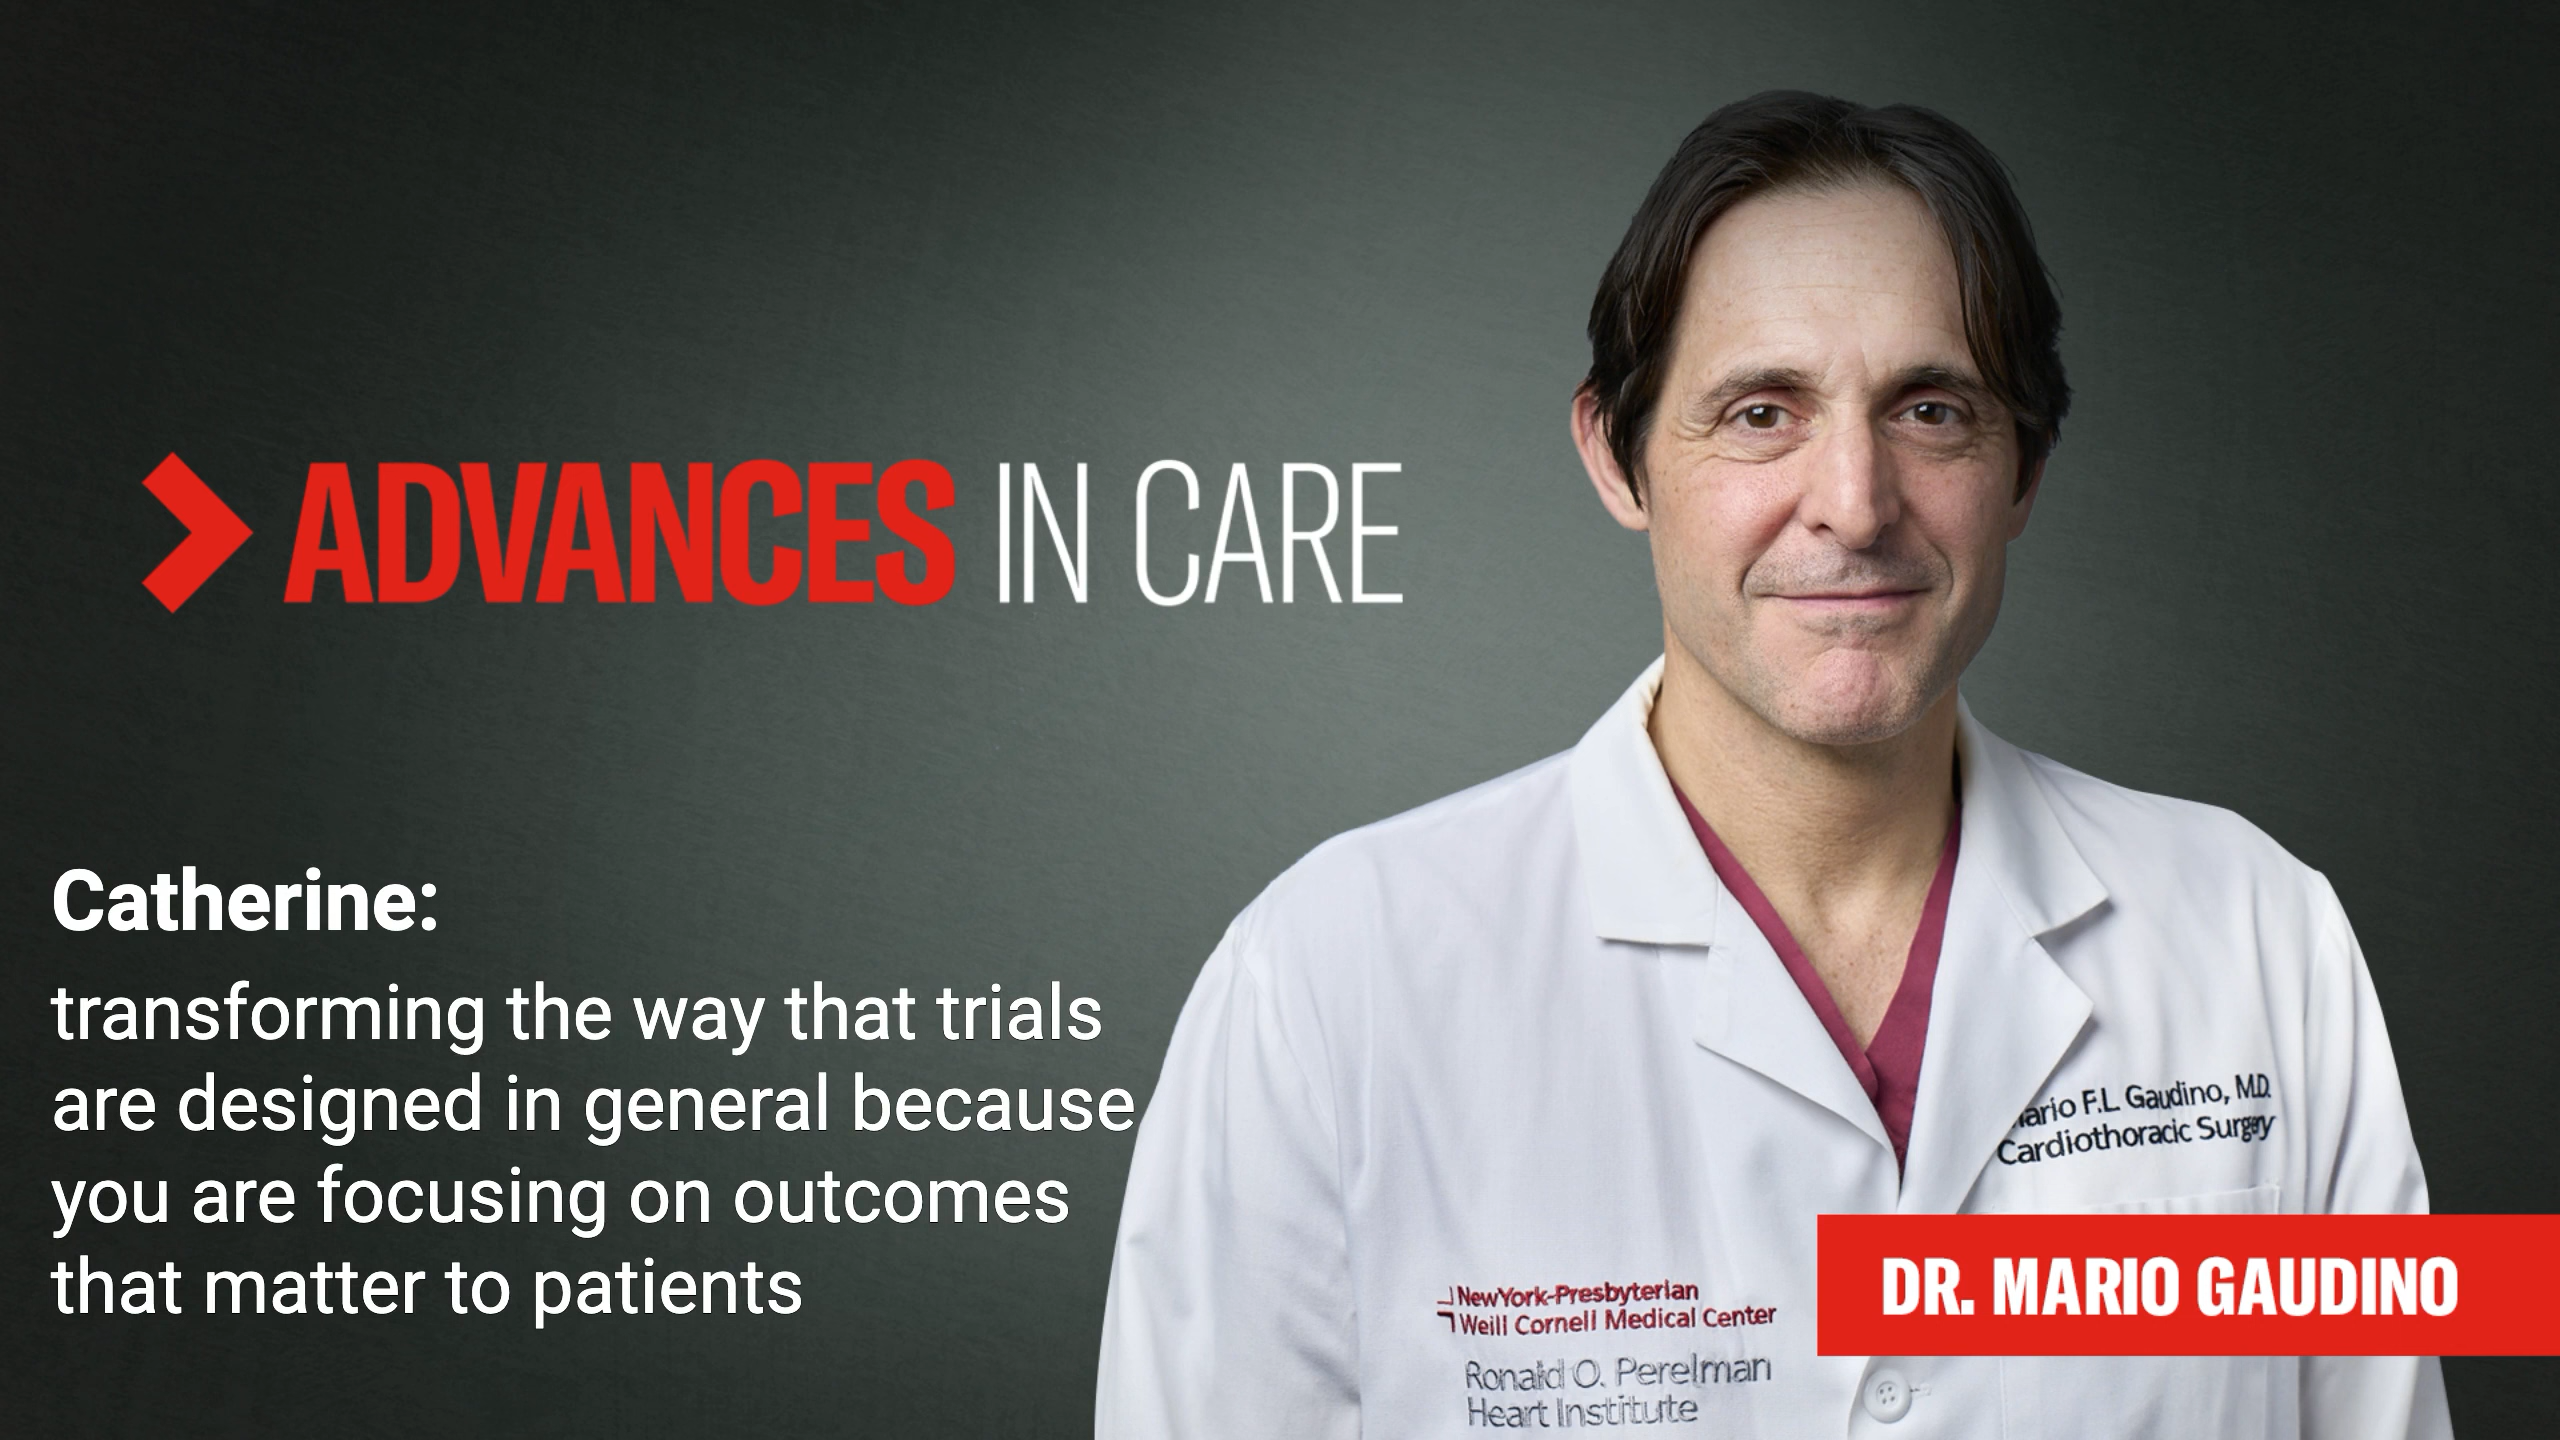 ADVANCES IN CARE
Catherine:
transforming the way that trials
are designed in general because
you are focusing on outcomes
that matter to patients
ario F.L. Gaudino, M.D.
Cardiothoracic Surgery
NewYork-Presbyterian
Weill Cornell Medical Center
Ronald O. Perelman
Heart Institute
DR. MARIO GAUDINO